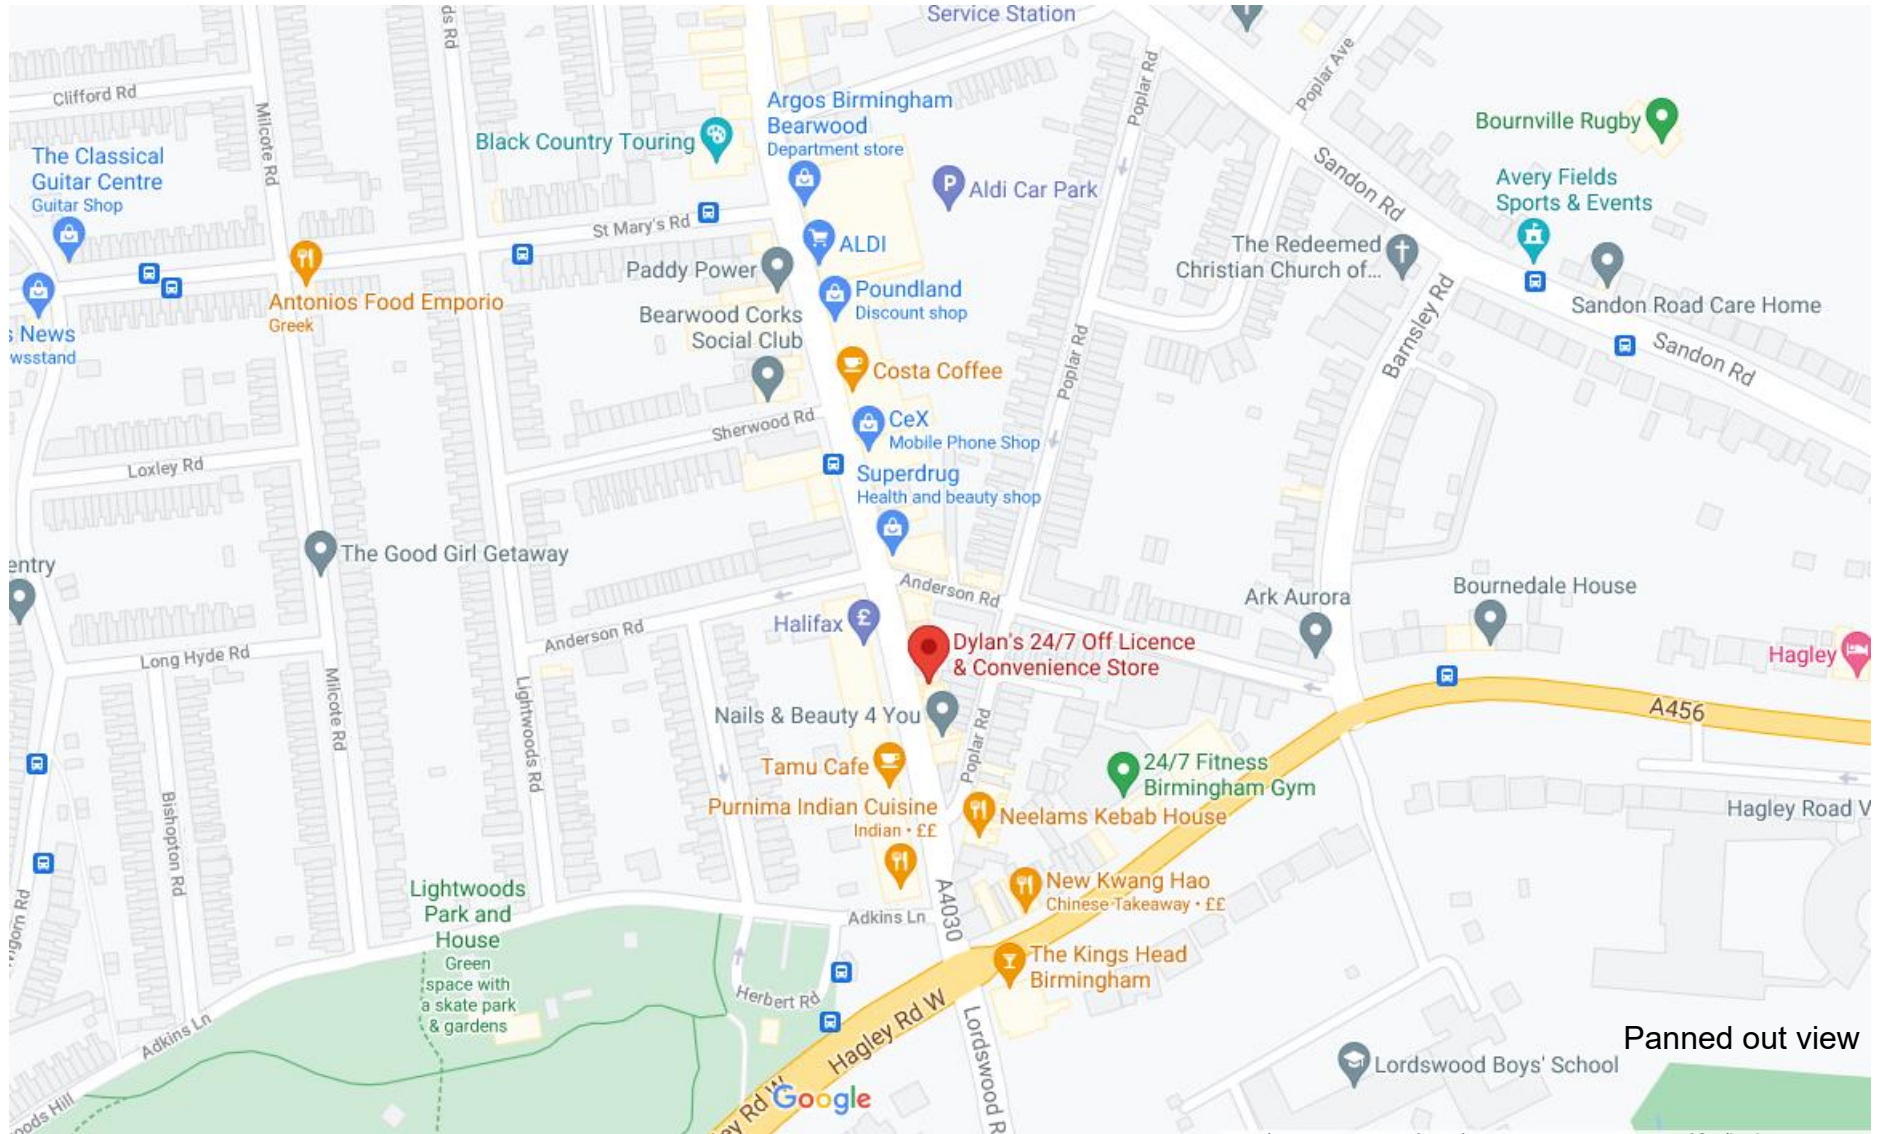 ds Rd
Service Station
Clifford Rd
Milcote Rd
Poplar Rd
Poplar Ave
Argos Birmingham
Bearwood
Department store
Black Country Touring
Bournville Rugby
The Classical
Guitar Centre
Guitar Shop
Aldi Car Park
Sandon Rd
Avery Fields
Sports & Events
St Mary's Rd
ALDI
The Redeemed
Christian Church of...
Paddy Power
Antonios Food Emporio
Greek
Poundland
Discount shop
Sandon Road Care Home
s News
wsstand
Bearwood Corks
Social Club
Barnsley Rd
Sandon Rd
Poplar Rd
Costa Coffee
Sherwood Rd
CeX
Mobile Phone Shop
Loxley Rd
Superdrug
Health and beauty shop
The Good Girl Getaway
entry
Anderson Rd
Ark Aurora
Bournedale House
Halifax £
Anderson Rd
Dylan's 24/7 Off Licence
& Convenience Store
Long Hyde Rd
Hagley
Milcote Rd
Lightwoods Rd
Nails & Beauty 4 You
Poplar Rd
A456
Tamu Cafe
24/7 Fitness
Birmingham Gym
Purnima Indian Cuisine
Indian • ££
Neelams Kebab House
Hagley Road V
Bishopton Rd
Lightwoods
Park and
House
Green
space with
a skate park
& gardens
A4030
New Kwang Hao
Chinese Takeaway • ££
Adkins Ln
The Kings Head
Birmingham
Herbert Rd
Adkins Ln
Hagley Rd W
Lordswood R
Panned out view
Lordswood Boys' School
oods Hill
ey Rd W
Google
P